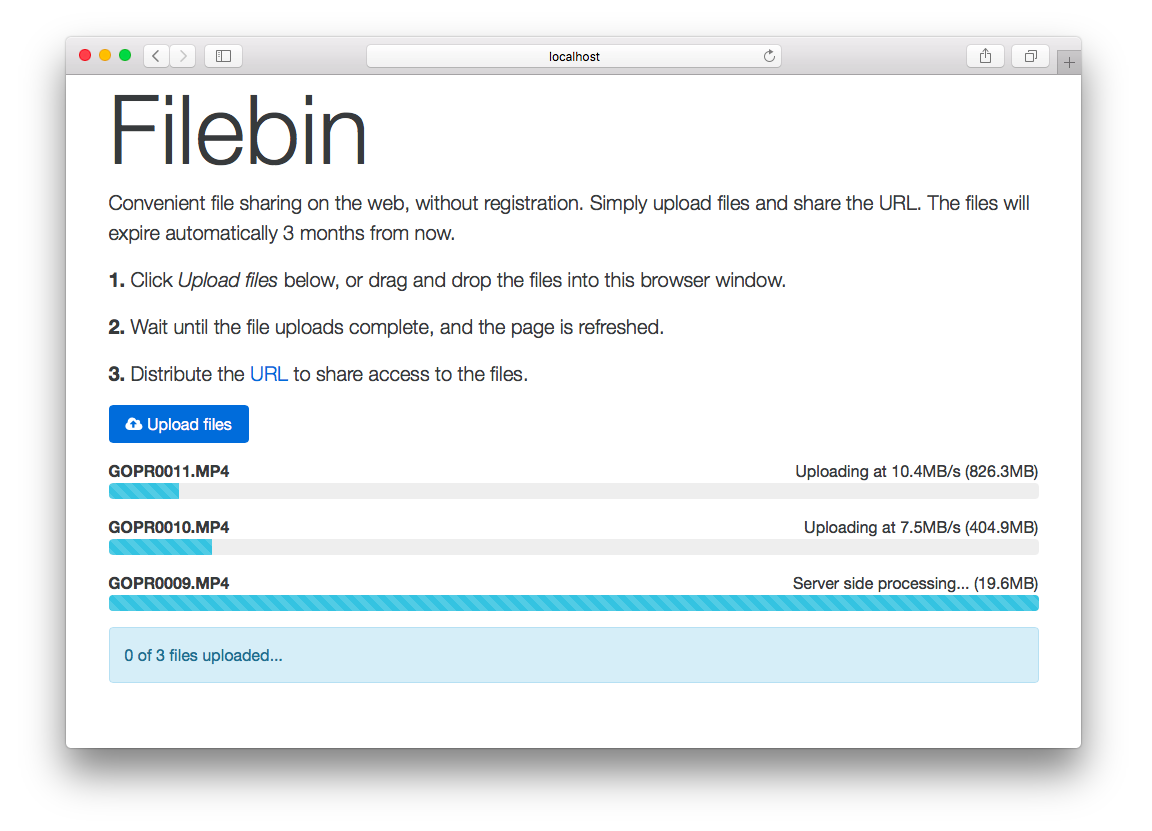 localhost
Filebin
Convenient file sharing on the web, without registration. Simply upload files and share the URL. The files will
expire automatically 3 months from now.
1. Click Upload files below, or drag and drop the files into this browser window.
2. Wait until the file uploads complete, and the page is refreshed.
3. Distribute the URL to share access to the files.
Upload files
GOPR0011.MP4 Uploading at 10.4MB/s (826.3MB)
GOPR0010.MP4 Uploading at 7.5MB/s (404.9MB)
GOPR0009.MP4 Server side processing... (19.6MB)
0 of 3 files uploaded...